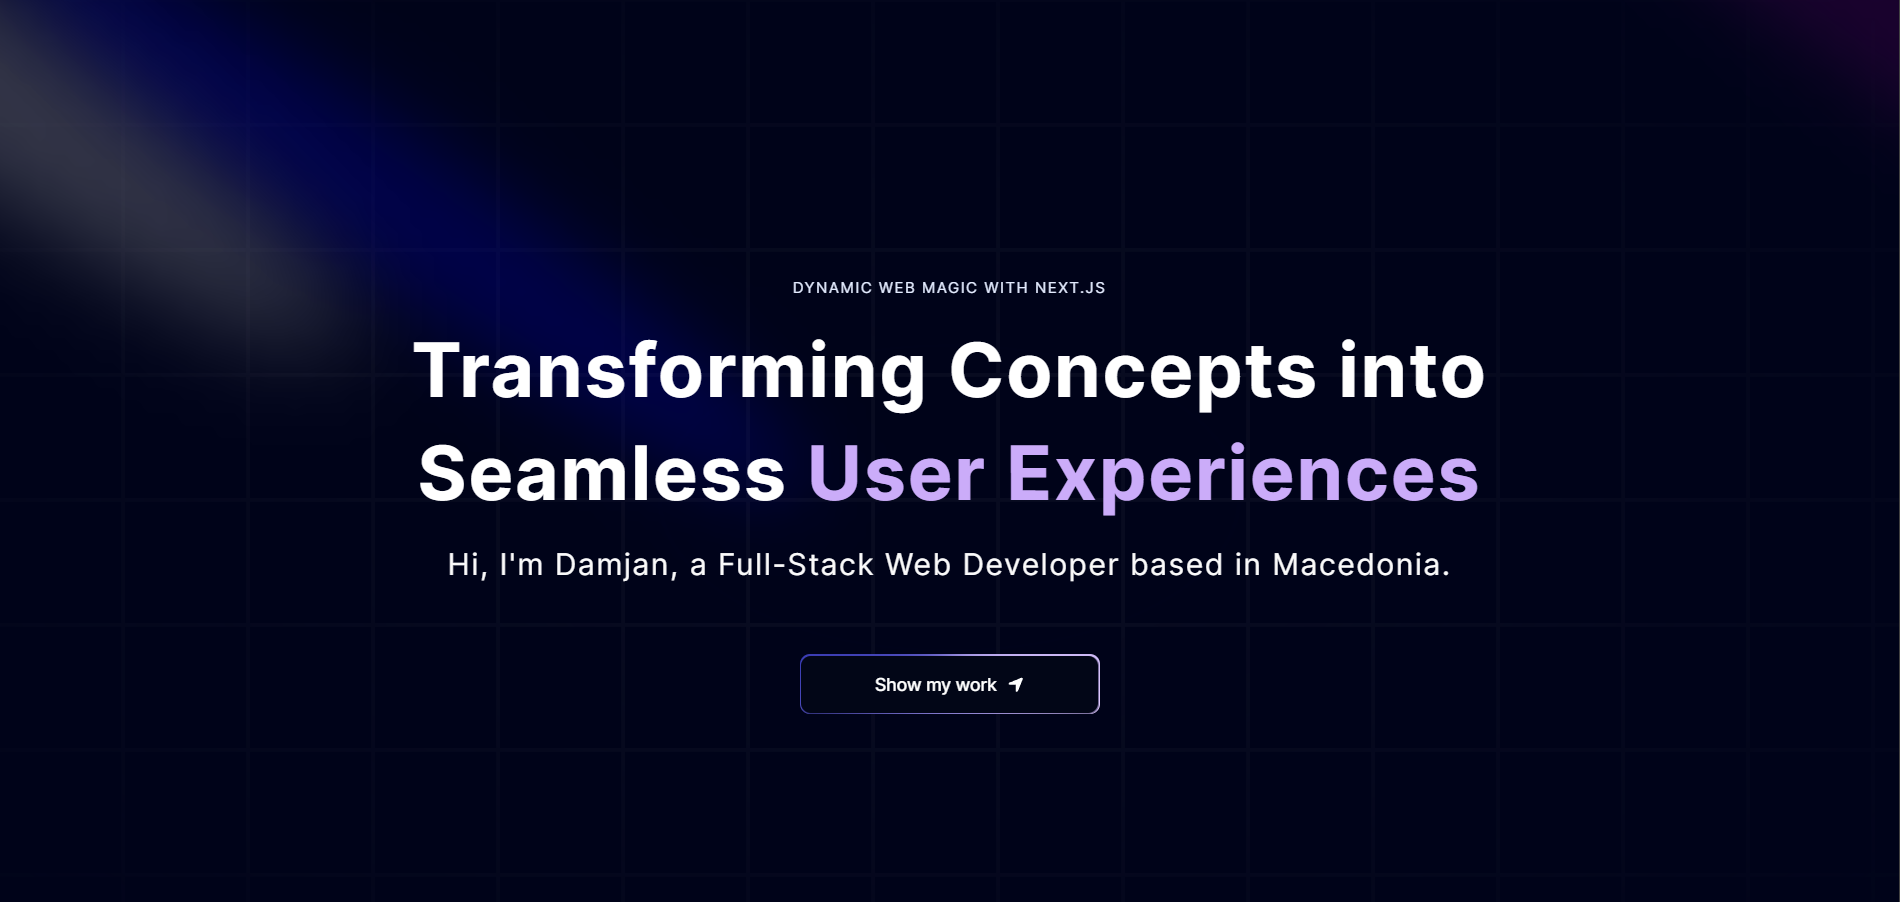 DYNAMIC WEB MAGIC WITH NEXT.JS
Transforming Concepts into
Seamless User Experiences
Hi, I'm Damjan, a Full-Stack Web Developer based in Macedonia.
Show my work